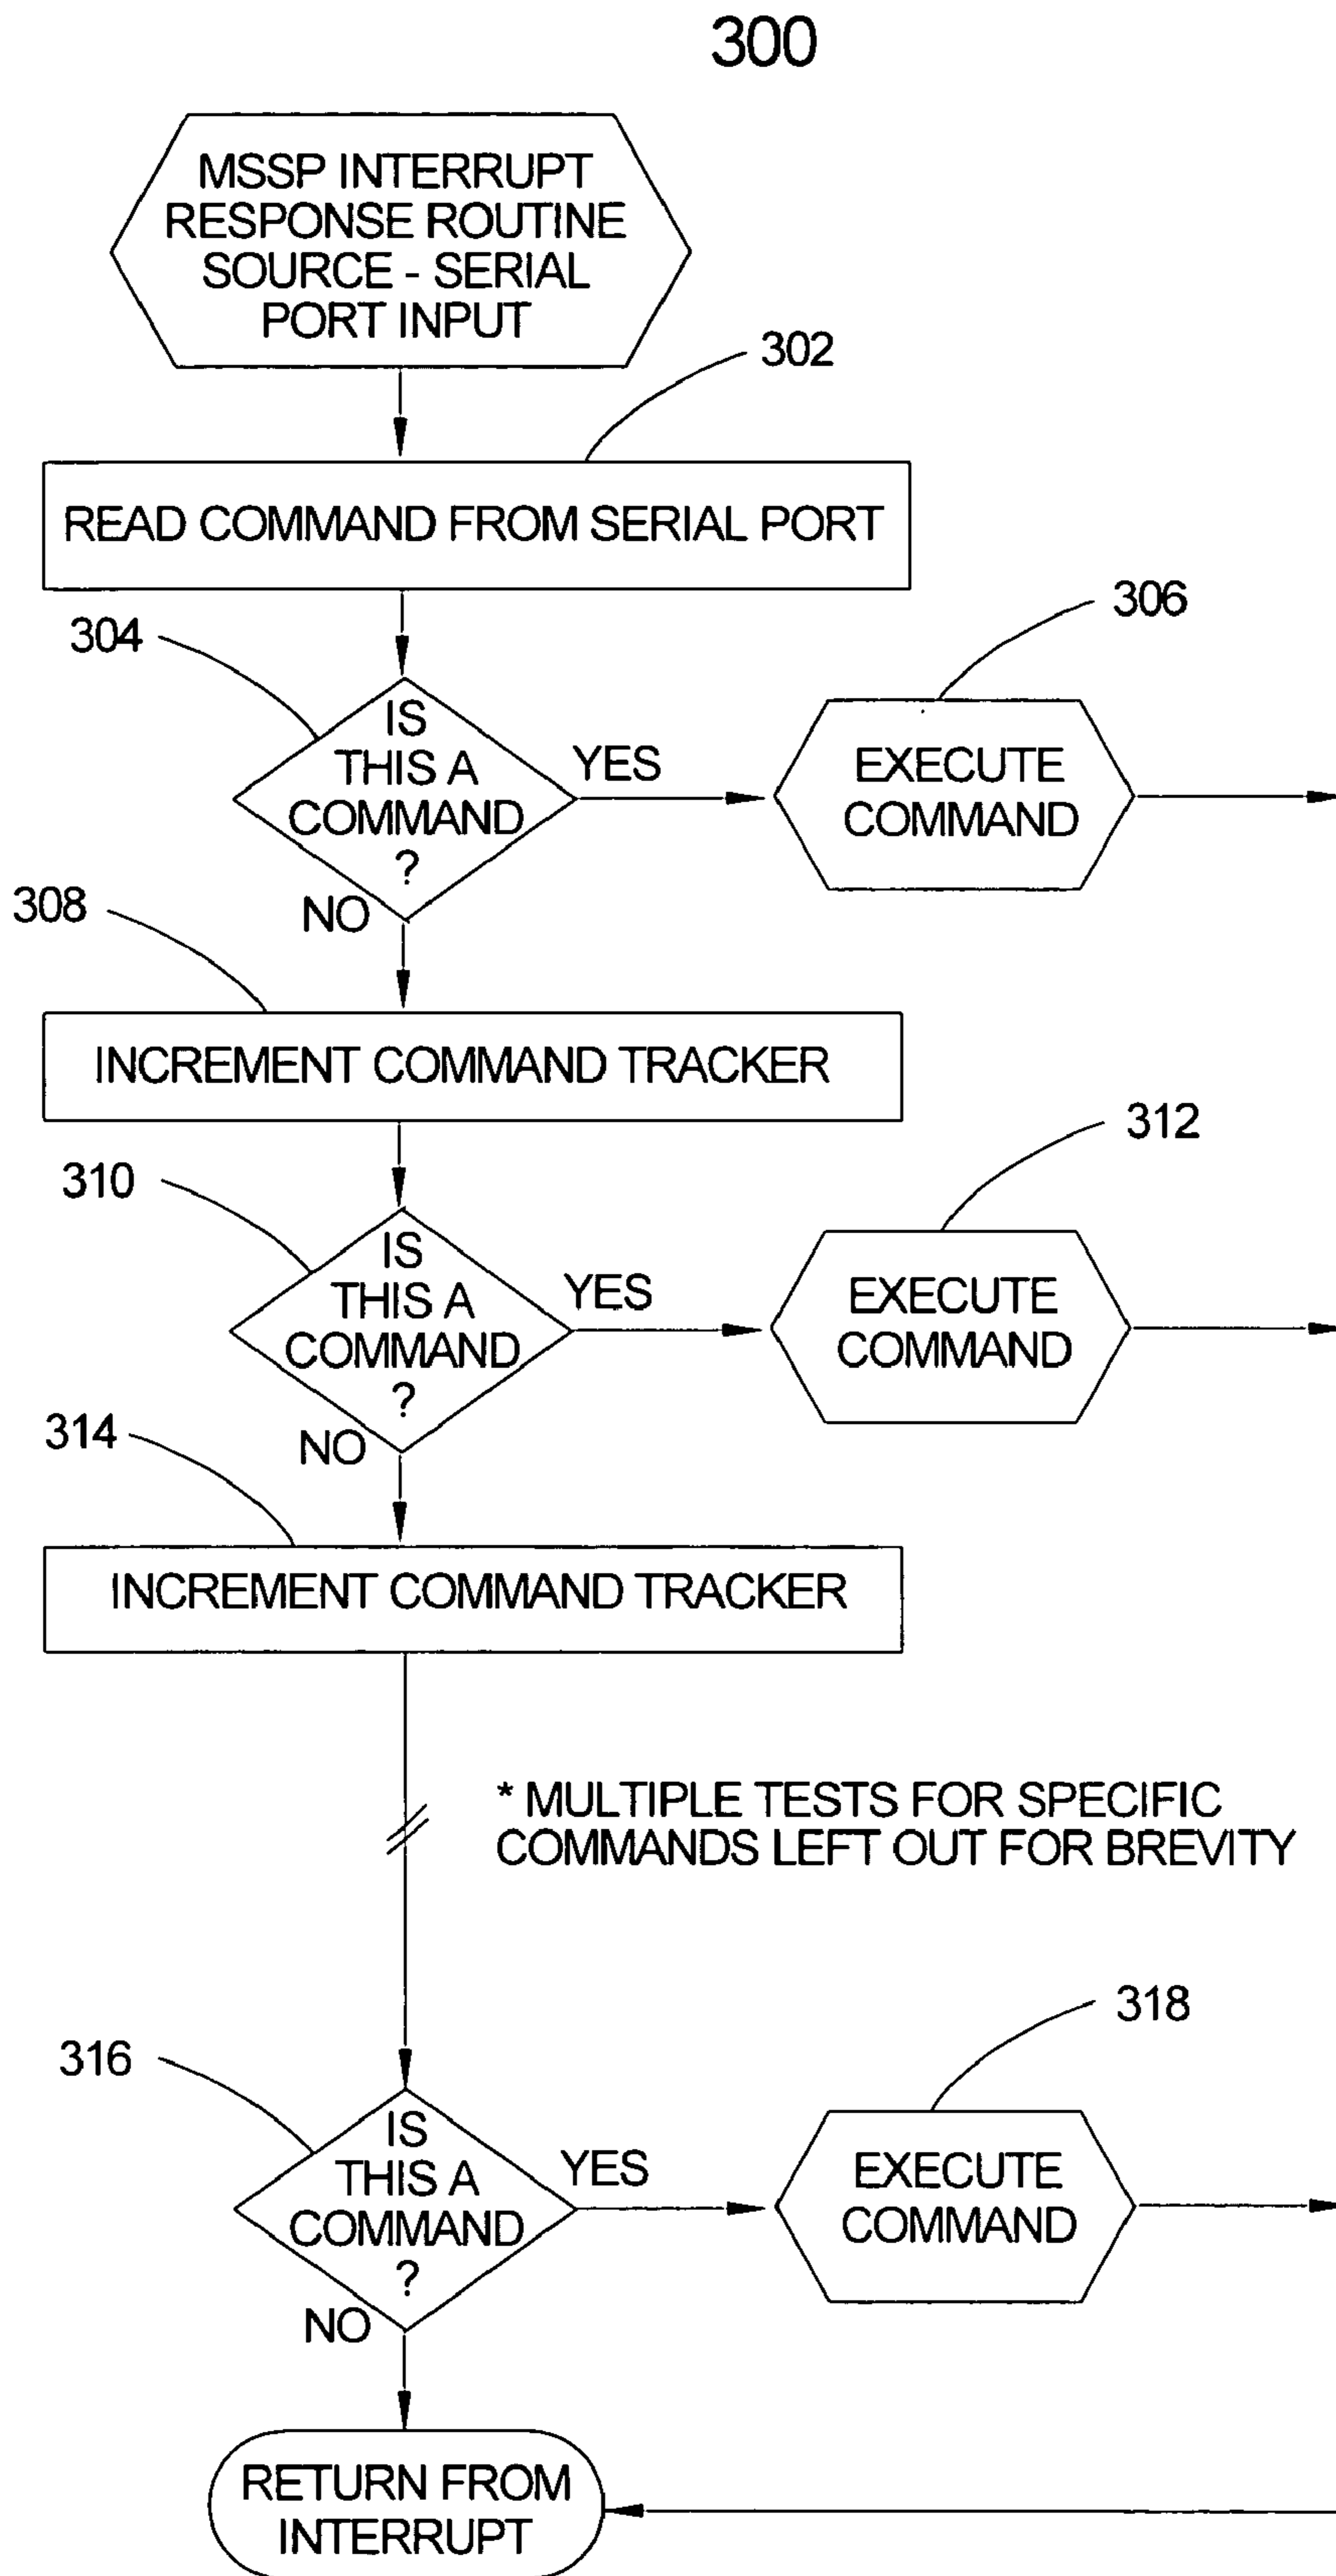 300
MSSP INTERRUPT
RESPONSE ROUTINE
SOURCE - SERIAL
PORT INPUT
302
READ COMMAND FROM SERIAL PORT
304
306
IS
THIS A
COMMAND
?
YES
EXECUTE
COMMAND
NO
308
INCREMENT COMMAND TRACKER
310
312
IS
THIS A
COMMAND
?
YES
EXECUTE
COMMAND
NO
314
INCREMENT COMMAND TRACKER
* MULTIPLE TESTS FOR SPECIFIC
COMMANDS LEFT OUT FOR BREVITY
316
318
IS
THIS A
COMMAND
?
YES
EXECUTE
COMMAND
NO
RETURN FROM
INTERRUPT